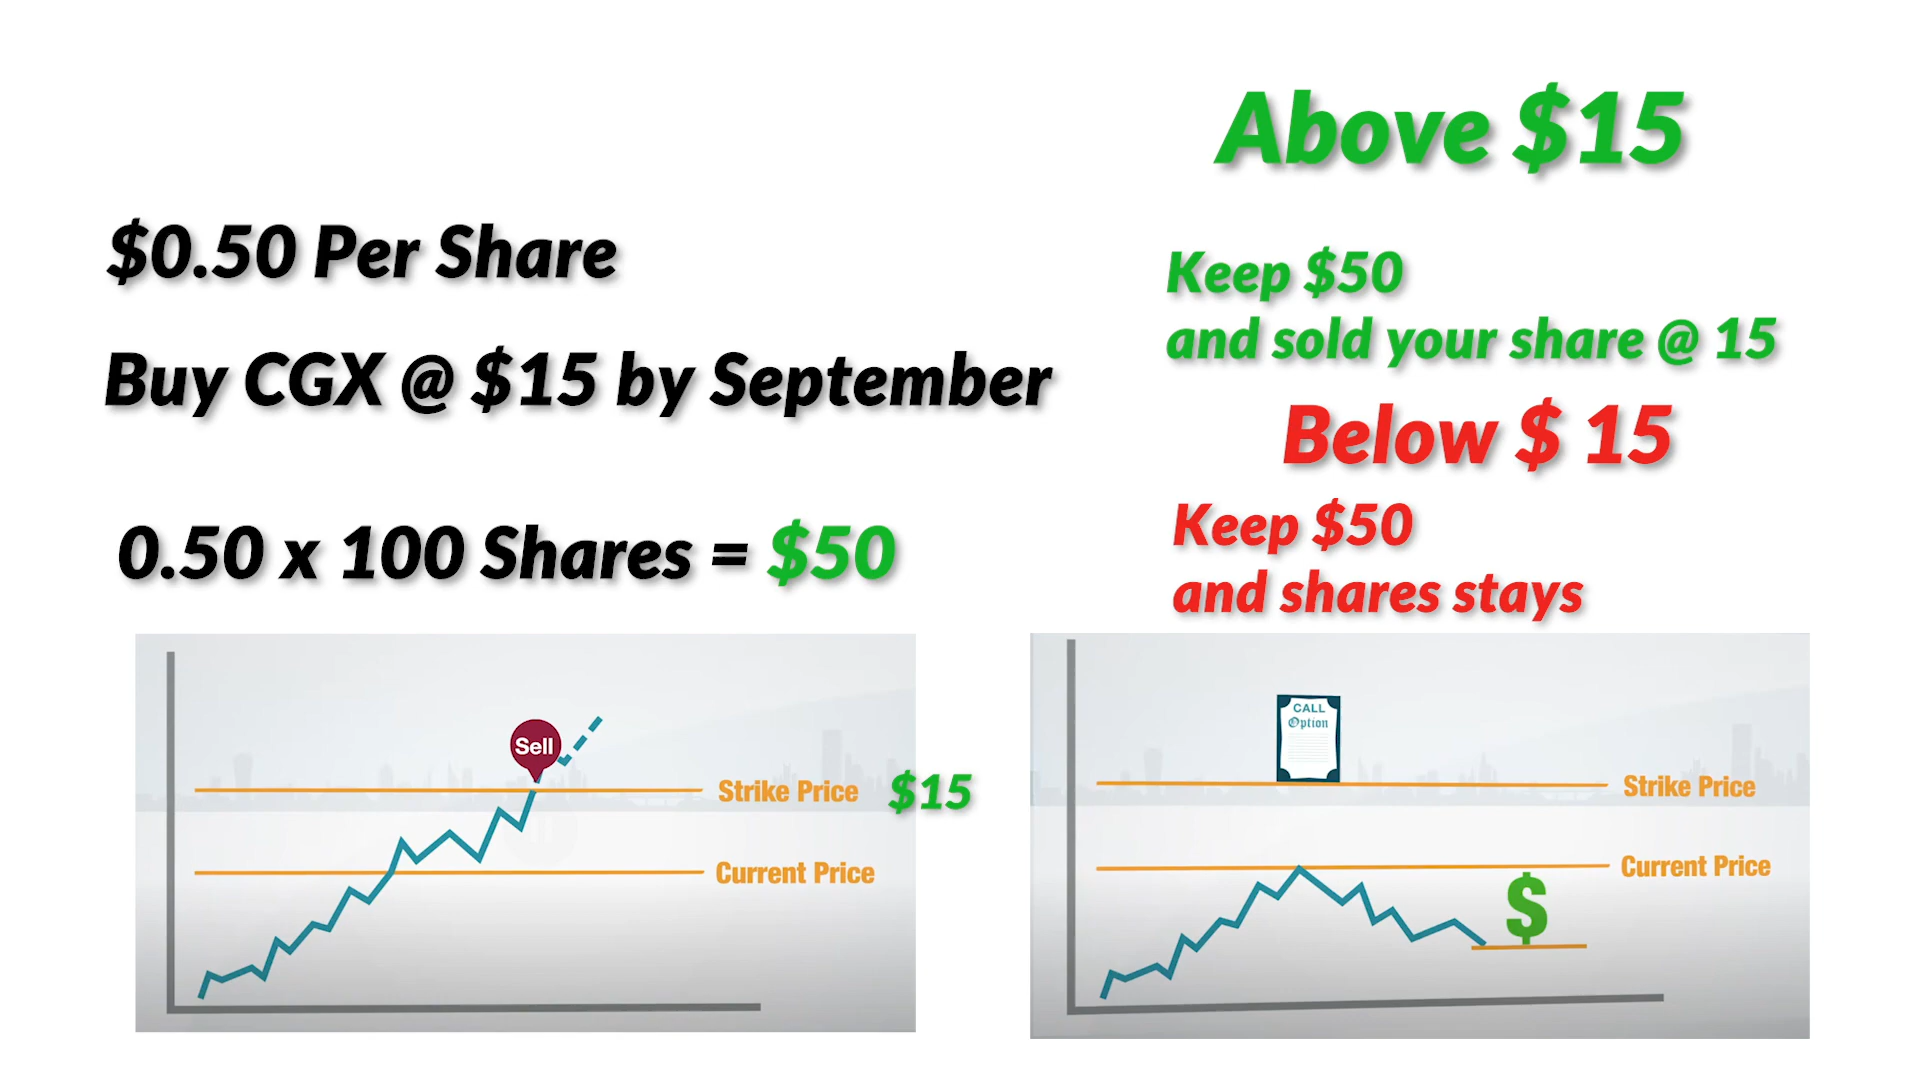 $0.50 Per Share
Buy CGX @ $15 by September
0.50 x 100 Shares = $50
Above $15
Keep $50
and sold your share @ 15
Below $ 15
Keep $50
and shares stays
Sell
Strike Price
$15
Current Price
CALL
Option
Strike Price
Current Price
$